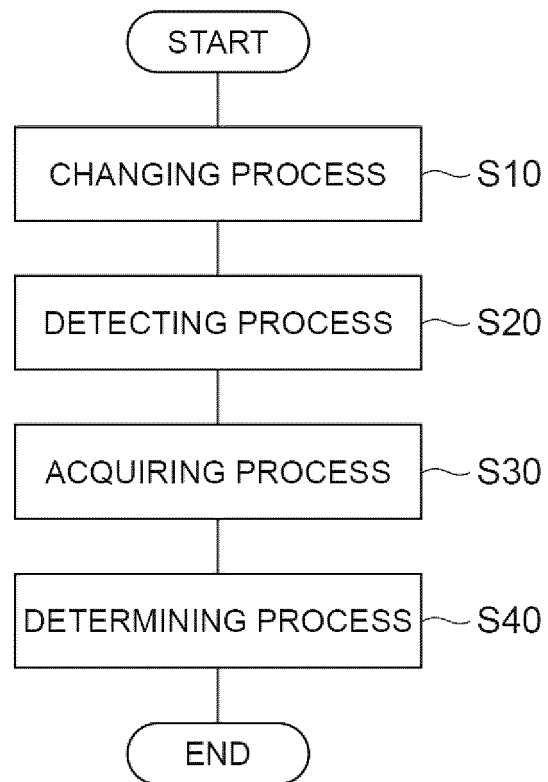 START
CHANGING PROCESS S10
DETECTING PROCESS S20
ACQUIRING PROCESS S30
DETERMINING PROCESS S40
END